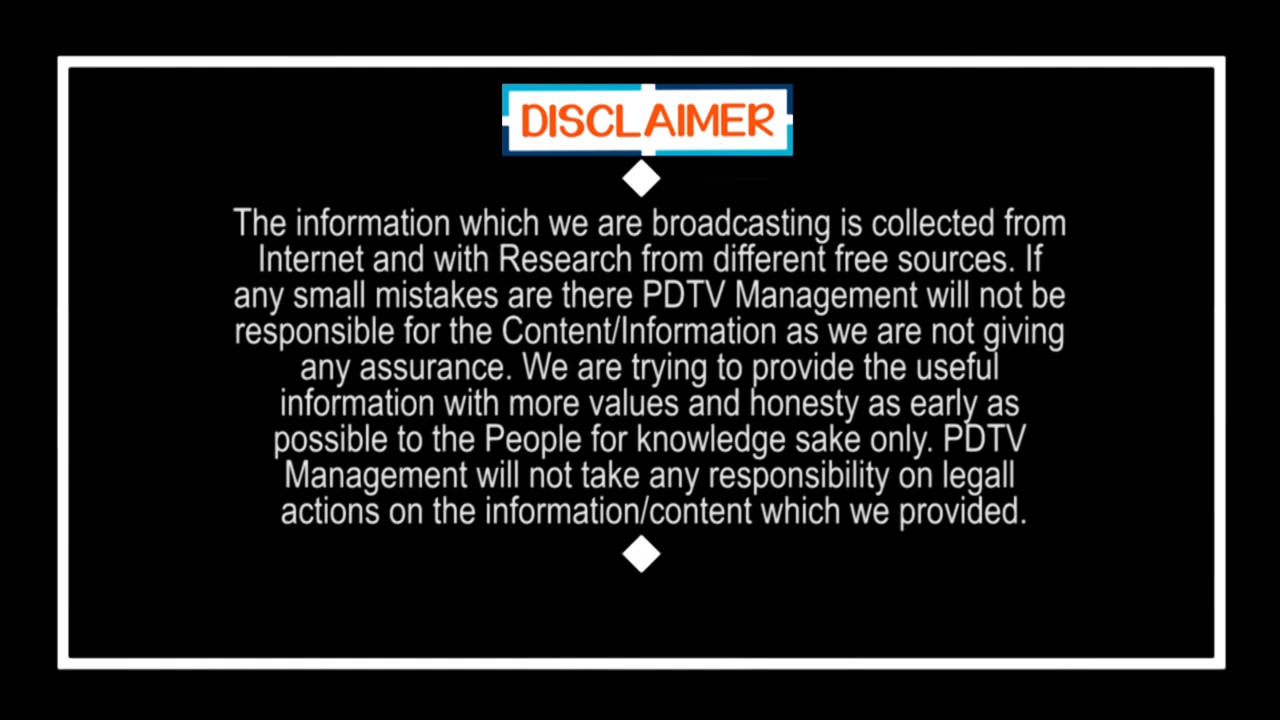 DISCLAIMER
The information which we are broadcasting is collected from
Internet and with Research from different free sources. If
any small mistakes are there PDTV Management will not be
responsible for the Content/Information as we are not giving
any assurance. We are trying to provide the useful
information with more values and honesty as early as
possible to the People for knowledge sake only. PDTV
Management will not take any responsibility on legall
actions on the information/content which we provided.